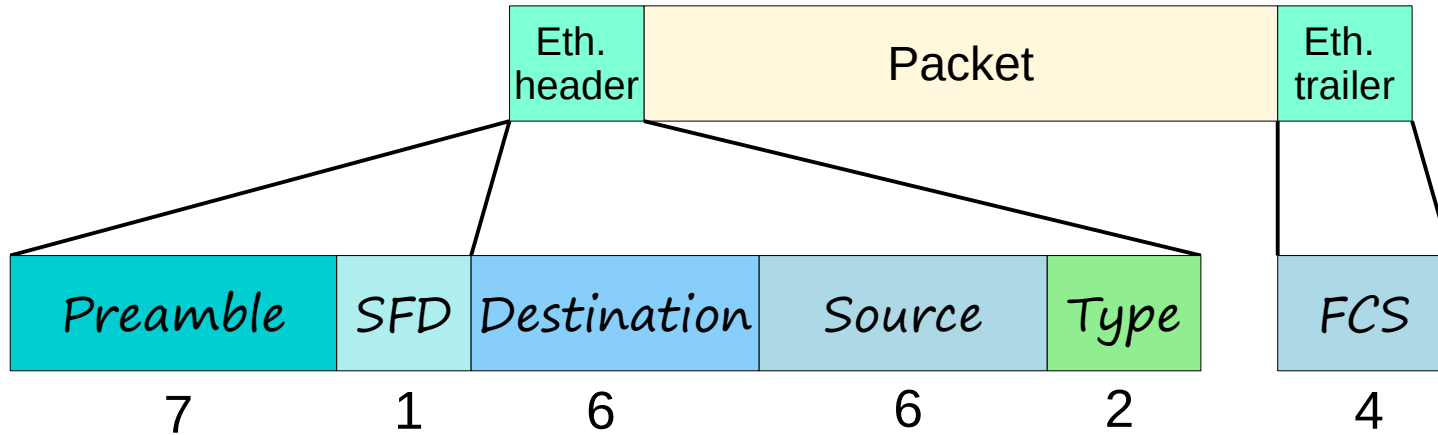 Eth.
header
Packet
Eth.
trailer
Preamble SFD Destination Source Type FCS
7 1 6 6 2 4